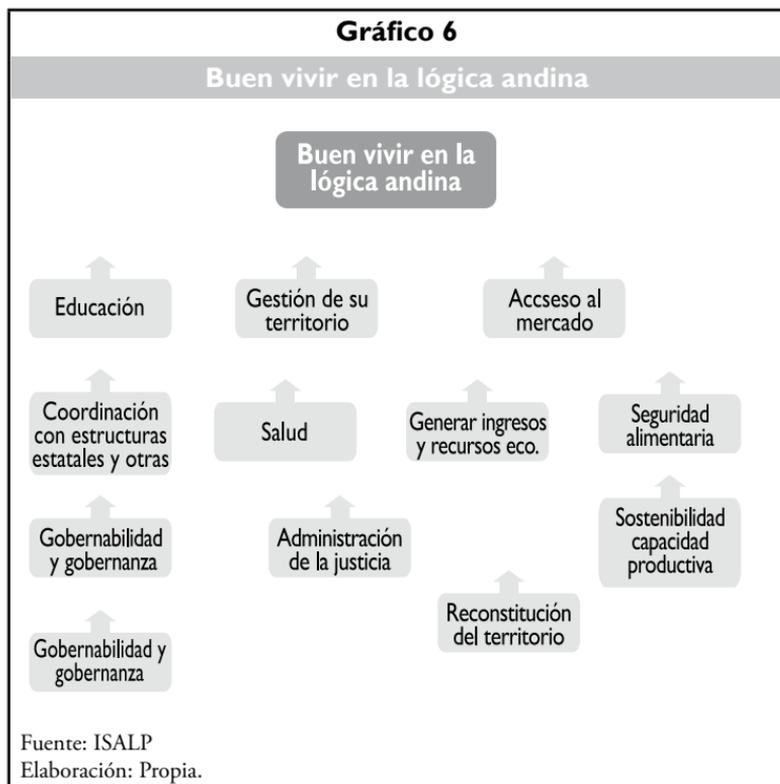 Gráfico 6
Buen vivir en la lógica andina
Buen vivir en la
lógica andina
Educación
Gestión de su
territorio
Accseso al
mercado
Coordinación
con estructuras
estatales y otras
Salud
Generar ingresos
y recursos eco.
Seguridad
alimentaria
Gobernabilidad
y gobernanza
Administración
de la justicia
Sostenibilidad
capacidad
productiva
Reconstitución
del territorio
Gobernabilidad y
gobernanza
Fuente: ISALP
Elaboración: Propia.